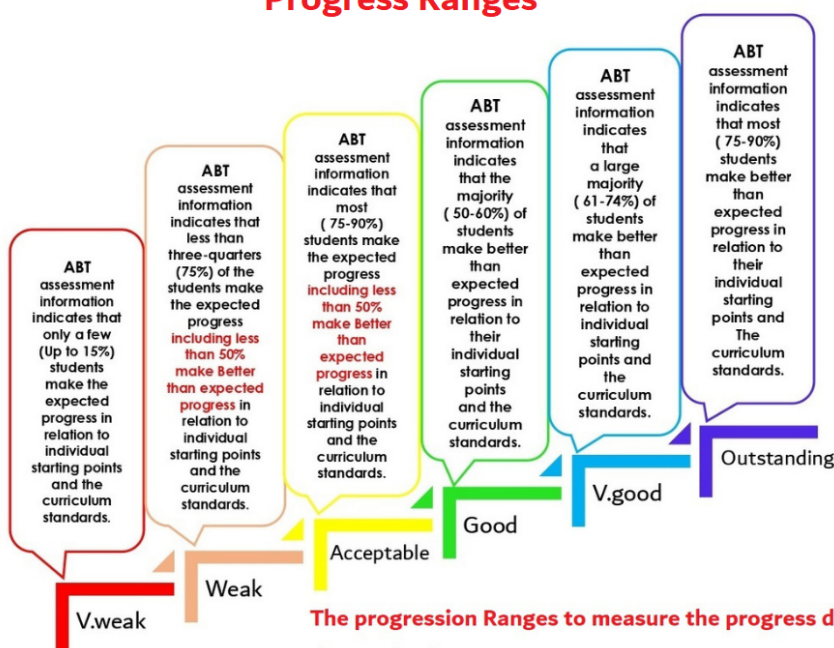 Progress Ranges
ABT
assessment
information
indicates that
only a few
(Up to 15%)
students
make the
expected
progress in
relation to
individual
starting points
and the
curriculum
standards.
V.weak
ABT
assessment
information
indicates that
less than
three-quarters
(75%) of the
students make
the expected
progress
including less
than 50%
make Better
than expected
progress in
relation to
individual
starting points
and the
curriculum
standards.
Weak
ABT
assessment
information
indicates that
most
( 75-90%)
students make
the expected
progress
including less
than 50%
make Better
than
expected
progress in
relation to
individual
starting points
and the
curriculum
standards.
Acceptable
ABT
assessment
information
indicates
that the
majority
( 50-60%) of
students
make better
than
expected
progress in
relation to
their
individual
starting
points
and the
curriculum
standards.
Good
ABT
assessment
information
indicates
that
a large
majority
( 61-74%) of
students
make better
than
expected
progress in
relation to
individual
starting
points and
the
curriculum
standards.
V.good
ABT
assessment
information
indicates
that most
( 75-90%)
students
make better
than
expected
progress in
relation to
their
individual
starting
points and
The
curriculum
standards.
Outstanding
The progression Ranges to measure the progress d